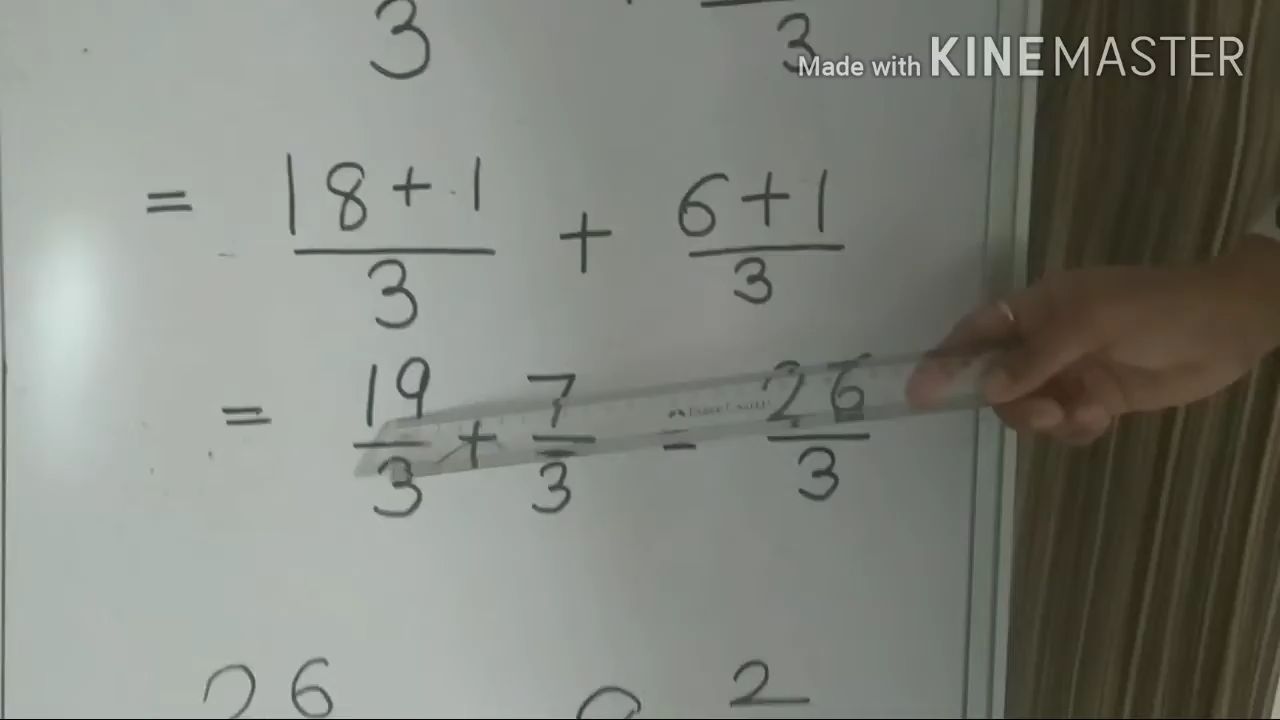 3 3
Made with KINEMASTER
= 18 + 1 + 6 + 1
3 3
= 19 + 7 = 26
3 3 3
26 2